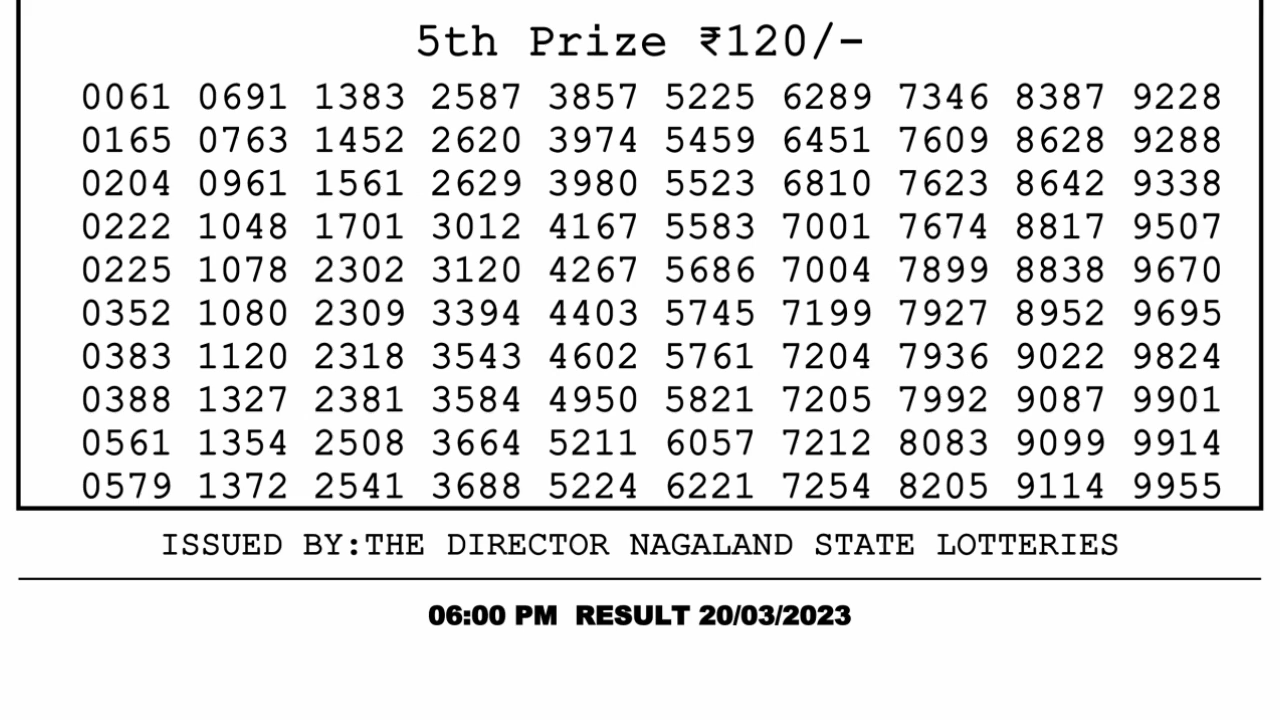 5th Prize ₹120/-
0061 0691 1383 2587 3857 5225 6289 7346 8387 9228
0165 0763 1452 2620 3974 5459 6451 7609 8628 9288
0204 0961 1561 2629 3980 5523 6810 7623 8642 9338
0222 1048 1701 3012 4167 5583 7001 7674 8817 9507
0225 1078 2302 3120 4267 5686 7004 7899 8838 9670
0352 1080 2309 3394 4403 5745 7199 7927 8952 9695
0383 1120 2318 3543 4602 5761 7204 7936 9022 9824
0388 1327 2381 3584 4950 5821 7205 7992 9087 9901
0561 1354 2508 3664 5211 6057 7212 8083 9099 9914
0579 1372 2541 3688 5224 6221 7254 8205 9114 9955
ISSUED BY:THE DIRECTOR NAGALAND STATE LOTTERIES
06:00 PM RESULT 20/03/2023